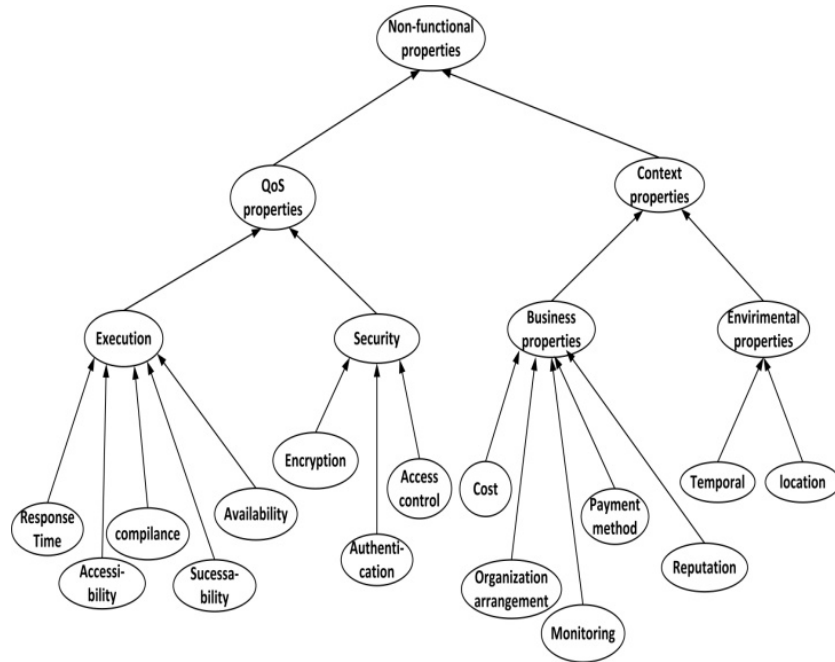 Non-functional
properties
QoS
properties
Context
properties
Execution
Security
Business
properties
Envirimental
properties
Response
Time
Accessi-
bility
compilance
Sucessa-
bility
Availability
Encryption
Authenti-
cation
Access
control
Cost
Organization
arrangement
Monitoring
Payment
method
Reputation
Temporal
location